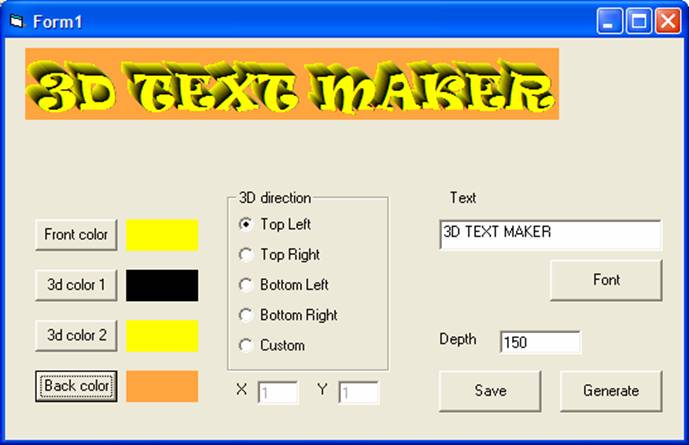 Form1
3D TEXT MAKER
Front color
3d color 1
3d color 2
Back color
3D direction
Top Left
Top Right
Bottom Left
Bottom Right
Custom
X 1 Y 1
Text
3D TEXT MAKER
Font
Depth 150
Save Generate